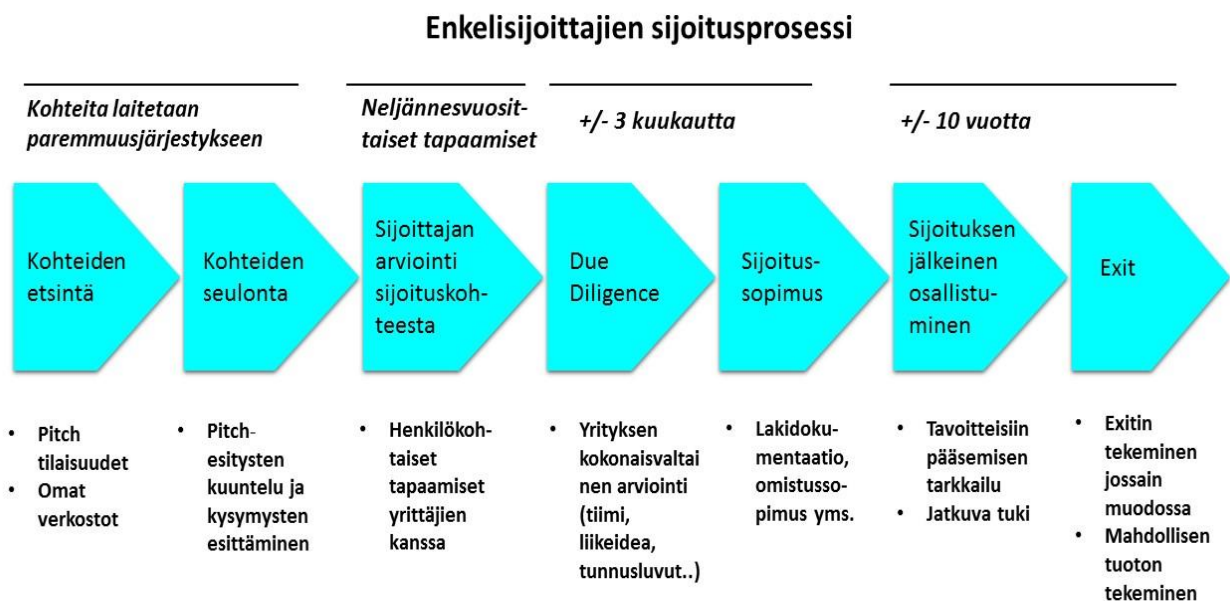 Enkelisijoittajien sijoitusprosessi
Kohteita laitetaan
paremmuusjärjestykseen
Neljännesvuosit-
taiset tapaamiset
+/- 3 kuukautta
+/- 10 vuotta
Kohteiden
etsintä
Kohteiden
seulonta
Sijoittajan
arviointi
sijoituskoh-
teesta
Due
Diligence
Sijoitus-
sopimus
Sijoituksen
jälkeinen
osallistu-
minen
Exit
• Pitch
tilaisuudet
• Omat
verkostot
• Pitch-
esitysten
kuuntelu ja
kysymysten
esittäminen
• Henkilökoh-
taiset
tapaamiset
yrittäjien
kanssa
• Yrityksen
kokonaisvaltai
nen arviointi
(tiimi,
liikeidea,
tunnusluvut..)
• Lakidoku-
mentaatio,
omistusso-
pimus yms.
• Tavoitteisiin
pääsemisen
tarkkailu
• Jatkuva tuki
• Exitin
tekeminen
jossain
muodossa
• Mahdollisen
tuoton
tekeminen